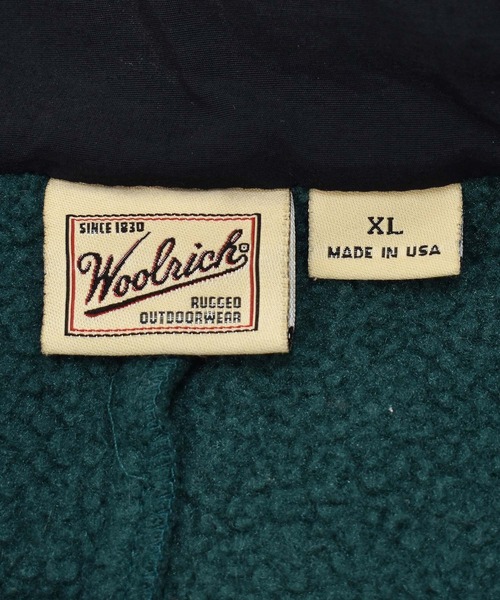 SINCE 1830
Woolrich
RUGGED
OUTDOORWEAR
XL
MADE IN USA